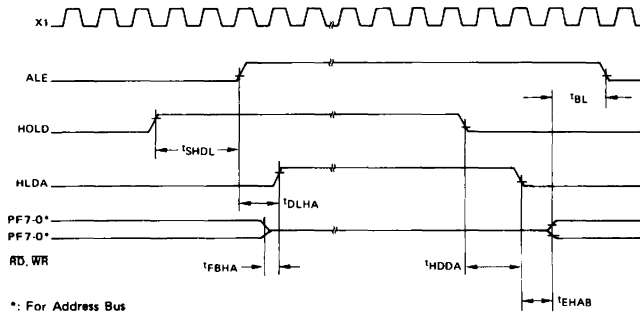 X1
ALE
tBL
HOLD
tSHDL
HLDA
tDLHA
PF7-0*
PF7-0*
RD, WR
tFBHA
tHDDA
tEHAB
*: For Address Bus